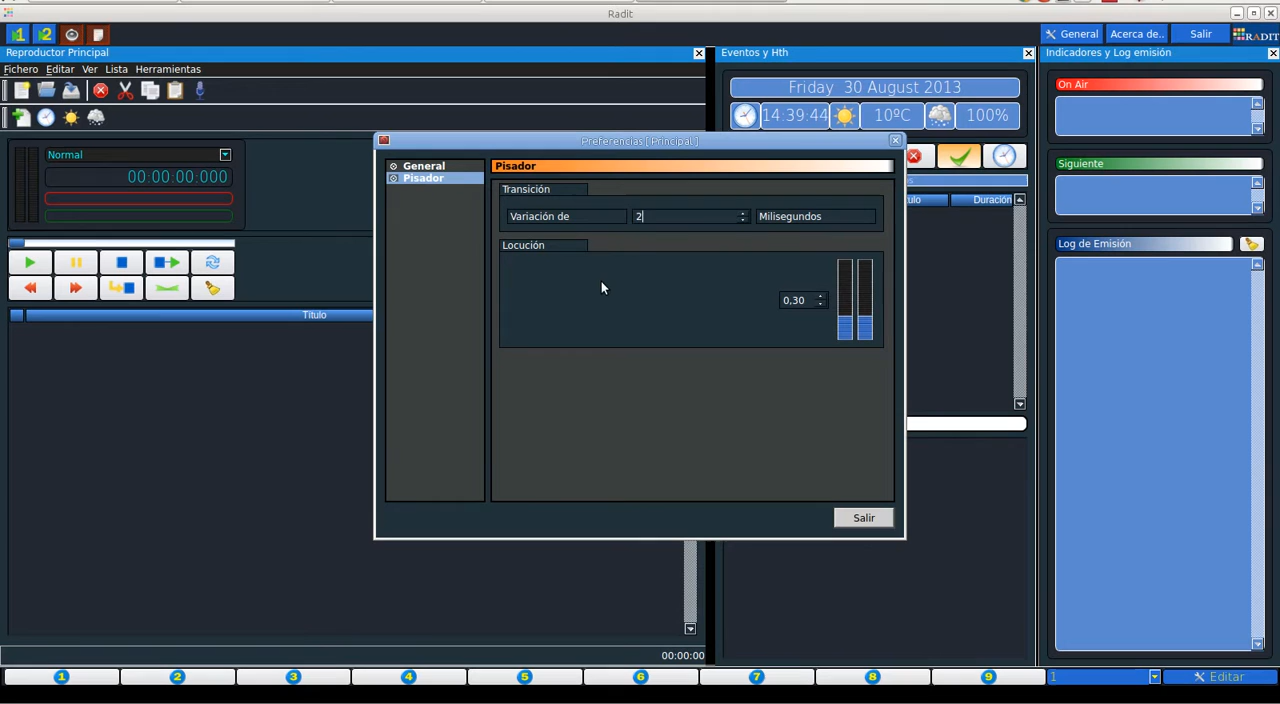 Radit
1 2
General Acerca de.. Salir RADIT
Reproductor Principal
Eventos y Hth
Indicadores y Log emisión
Fichero Editar Ver Lista Herramientas
Friday 30 August 2013
14:39:44 10ºC 100%
On Air
Siguiente
Log de Emisión
Normal
00:00:00:000
Título
Duración
Preferencias [ Principal ]
General
Pisador
Pisador
Transición
Variación de 2 Milisegundos
Locución
0,30
Salir
00:00:00
1 2 3 4 5 6 7 8 9 1 Editar